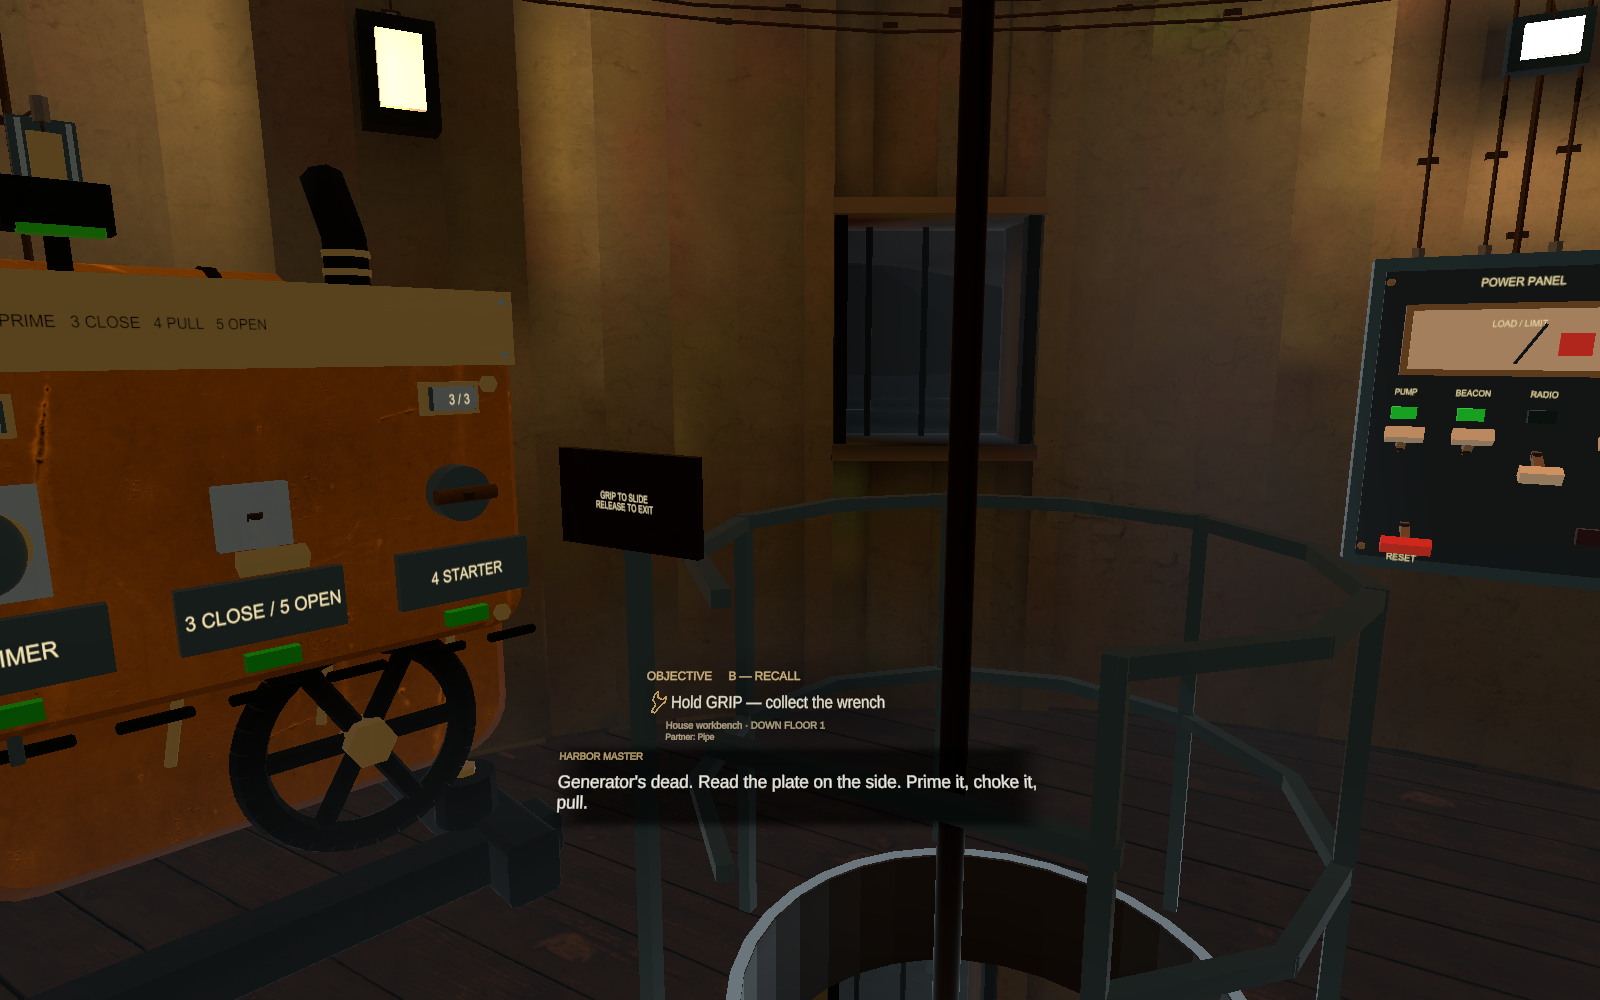 PRIME 3 CLOSE 4 PULL 5 OPEN
3 / 3
3 CLOSE / 5 OPEN
4 STARTER
GRIP TO SLIDE
RELEASE TO EXIT
POWER PANEL
LOAD / LIMIT
PUMP BEACON RADIO
RESET
OBJECTIVE B — RECALL
Hold GRIP — collect the wrench
House workbench · DOWN FLOOR 1
Partner: Pipe
HARBOR MASTER
Generator's dead. Read the plate on the side. Prime it, choke it,
pull.